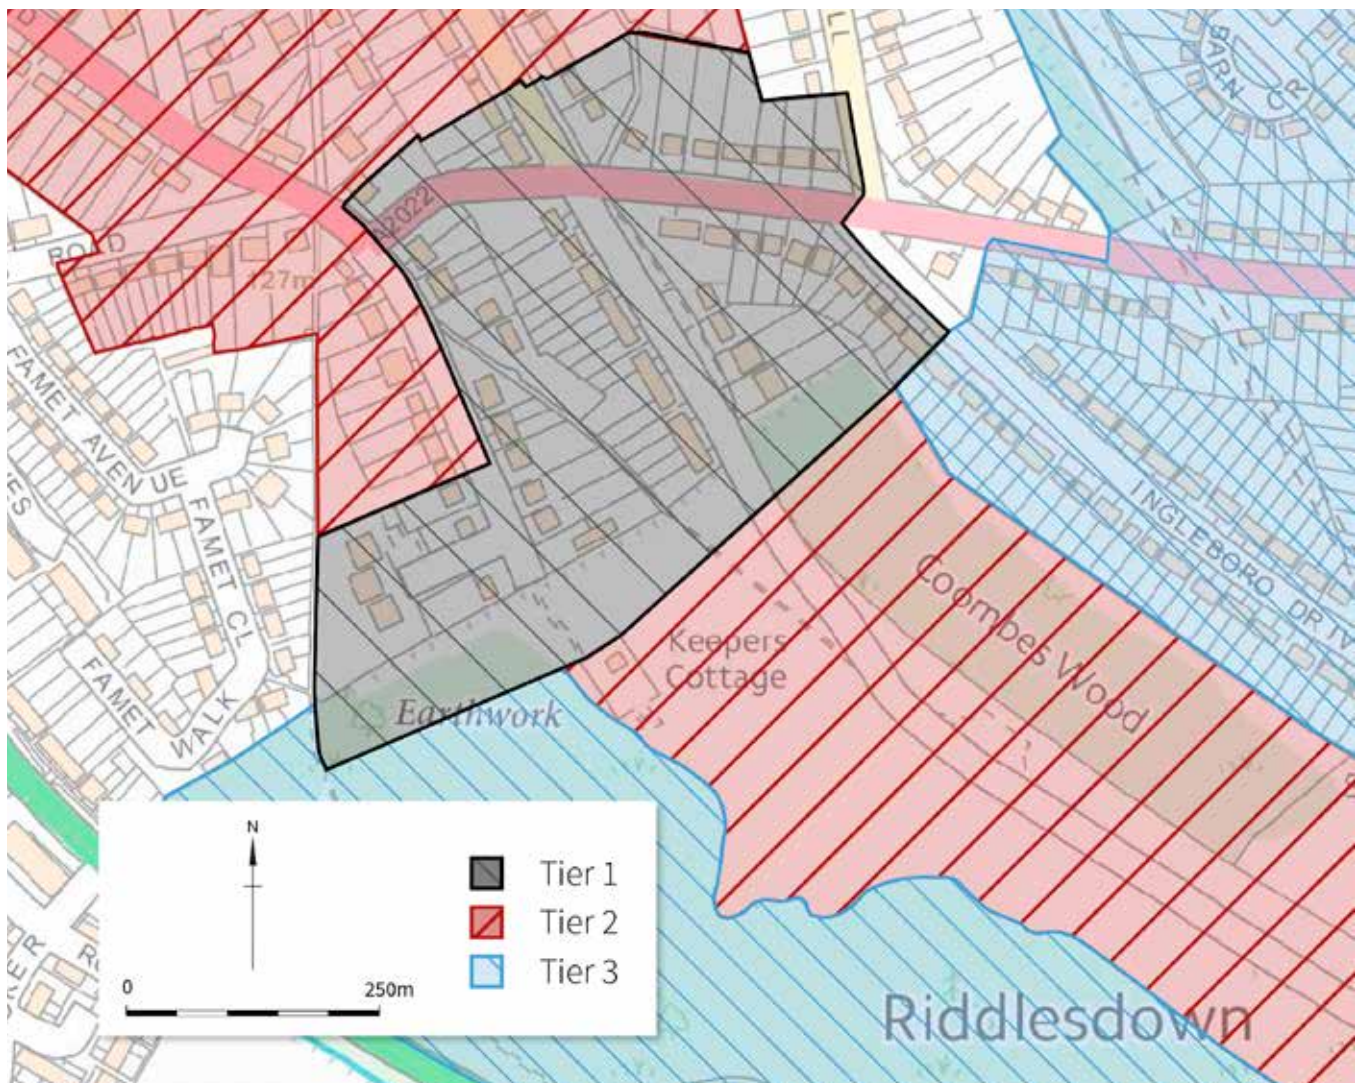 BARN CR
A2022
ROAD
127m
FAMET AVENUE
FAMET CL
FAMET WALK
INGLEBORO DRIV
Coombes Wood
Keepers
Cottage
Earthwork
N
Tier 1
Tier 2
Tier 3
0 250m
Riddlesdown